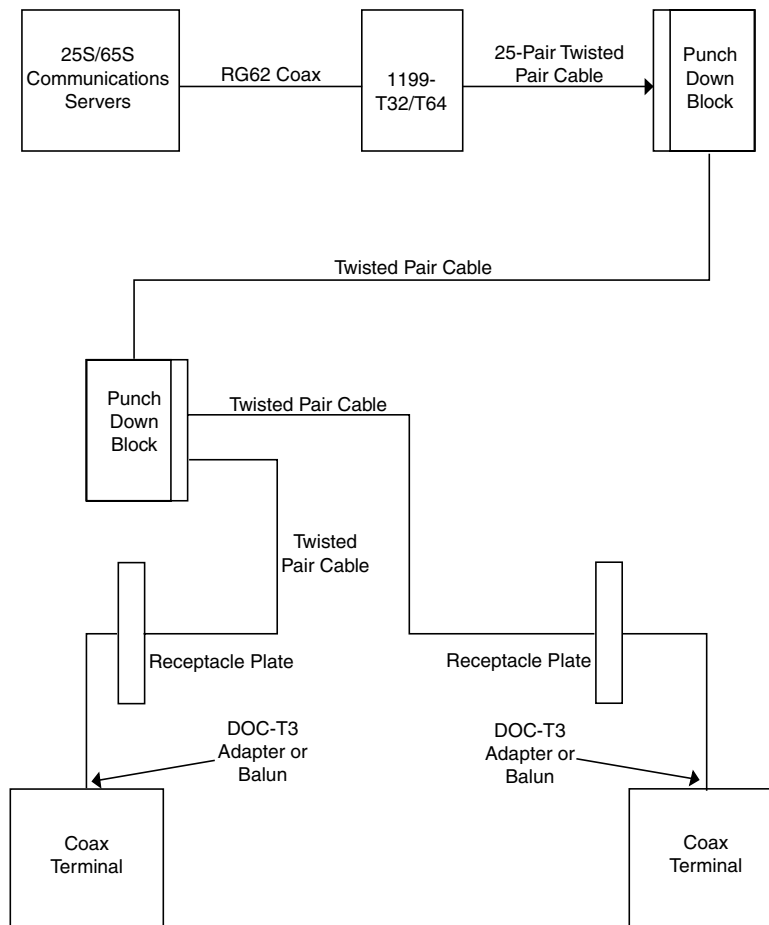 25S/65S
Communications
Servers
RG62 Coax
1199-
T32/T64
25-Pair Twisted
Pair Cable
Punch
Down
Block
Twisted Pair Cable
Punch
Down
Block
Twisted Pair Cable
Twisted
Pair Cable
Receptacle Plate
Receptacle Plate
DOC-T3
Adapter or
Balun
DOC-T3
Adapter or
Balun
Coax
Terminal
Coax
Terminal